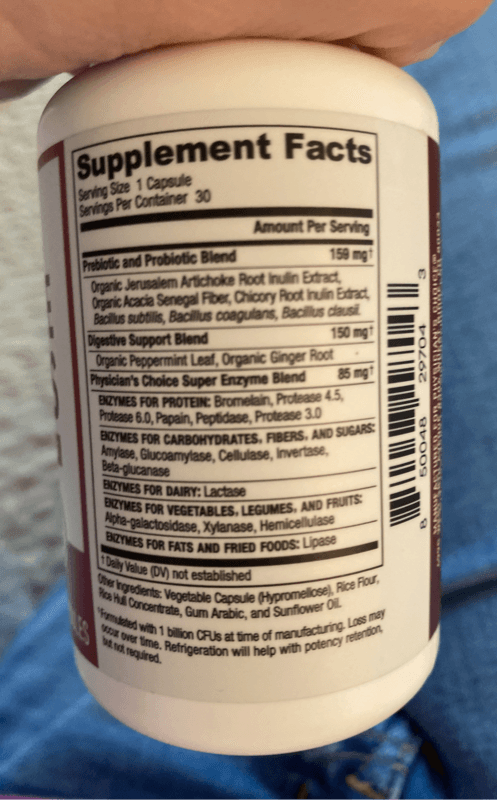 Supplement Facts
Serving Size 1 Capsule
Servings Per Container 30
Amount Per Serving
Prebiotic and Probiotic Blend 159 mg†
Organic Jerusalem Artichoke Root Inulin Extract,
Organic Acacia Senegal Fiber, Chicory Root Inulin Extract,
Bacillus subtilis, Bacillus coagulans, Bacillus clausii.
Digestive Support Blend 150 mg†
Organic Peppermint Leaf, Organic Ginger Root
Physician's Choice Super Enzyme Blend 85 mg†
ENZYMES FOR PROTEIN: Bromelain, Protease 4.5,
Protease 6.0, Papain, Peptidase, Protease 3.0
ENZYMES FOR CARBOHYDRATES, FIBERS, AND SUGARS:
Amylase, Glucoamylase, Cellulase, Invertase,
Beta-glucanase
ENZYMES FOR DAIRY: Lactase
ENZYMES FOR VEGETABLES, LEGUMES, AND FRUITS:
Alpha-galactosidase, Xylanase, Hemicellulase
ENZYMES FOR FATS AND FRIED FOODS: Lipase
† Daily Value (DV) not established
Other Ingredients: Vegetable Capsule (Hypromellose), Rice Flour,
Rice Hull Concentrate, Gum Arabic, and Sunflower Oil.
*Formulated with 1 billion CFUs at time of manufacturing. Loss may
occur over time. Refrigeration will help with potency retention,
but not required.
8 50048 29704 3